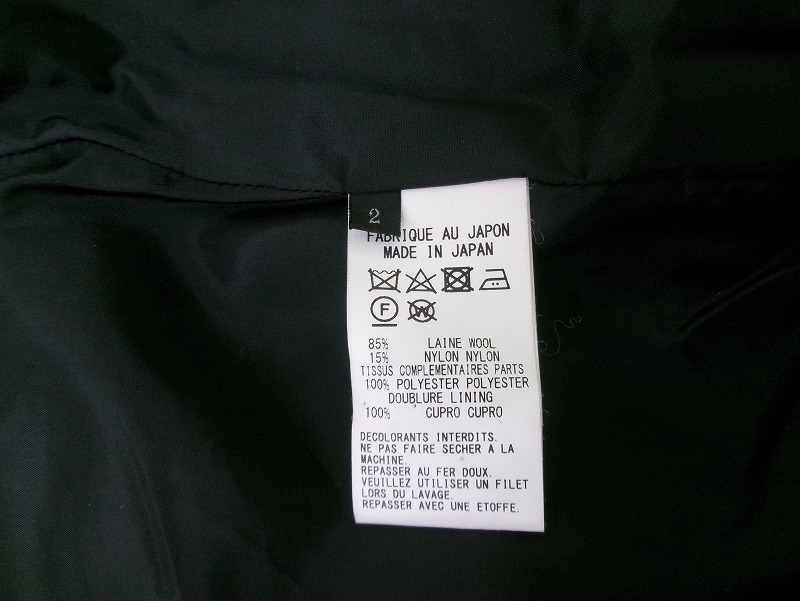 2
FABRIQUE AU JAPON
MADE IN JAPAN
F
W
85% LAINE WOOL
15% NYLON NYLON
TISSUS COMPLEMENTAIRES PARTS
100% POLYESTER POLYESTER
DOUBLURE LINING
100% CUPRO CUPRO
DECOLORANTS INTERDITS.
NE PAS FAIRE SECHER A LA
MACHINE.
REPASSER AU FER DOUX.
VEUILLEZ UTILISER UN FILET
LORS DU LAVAGE.
REPASSER AVEC UNE ETOFFE.